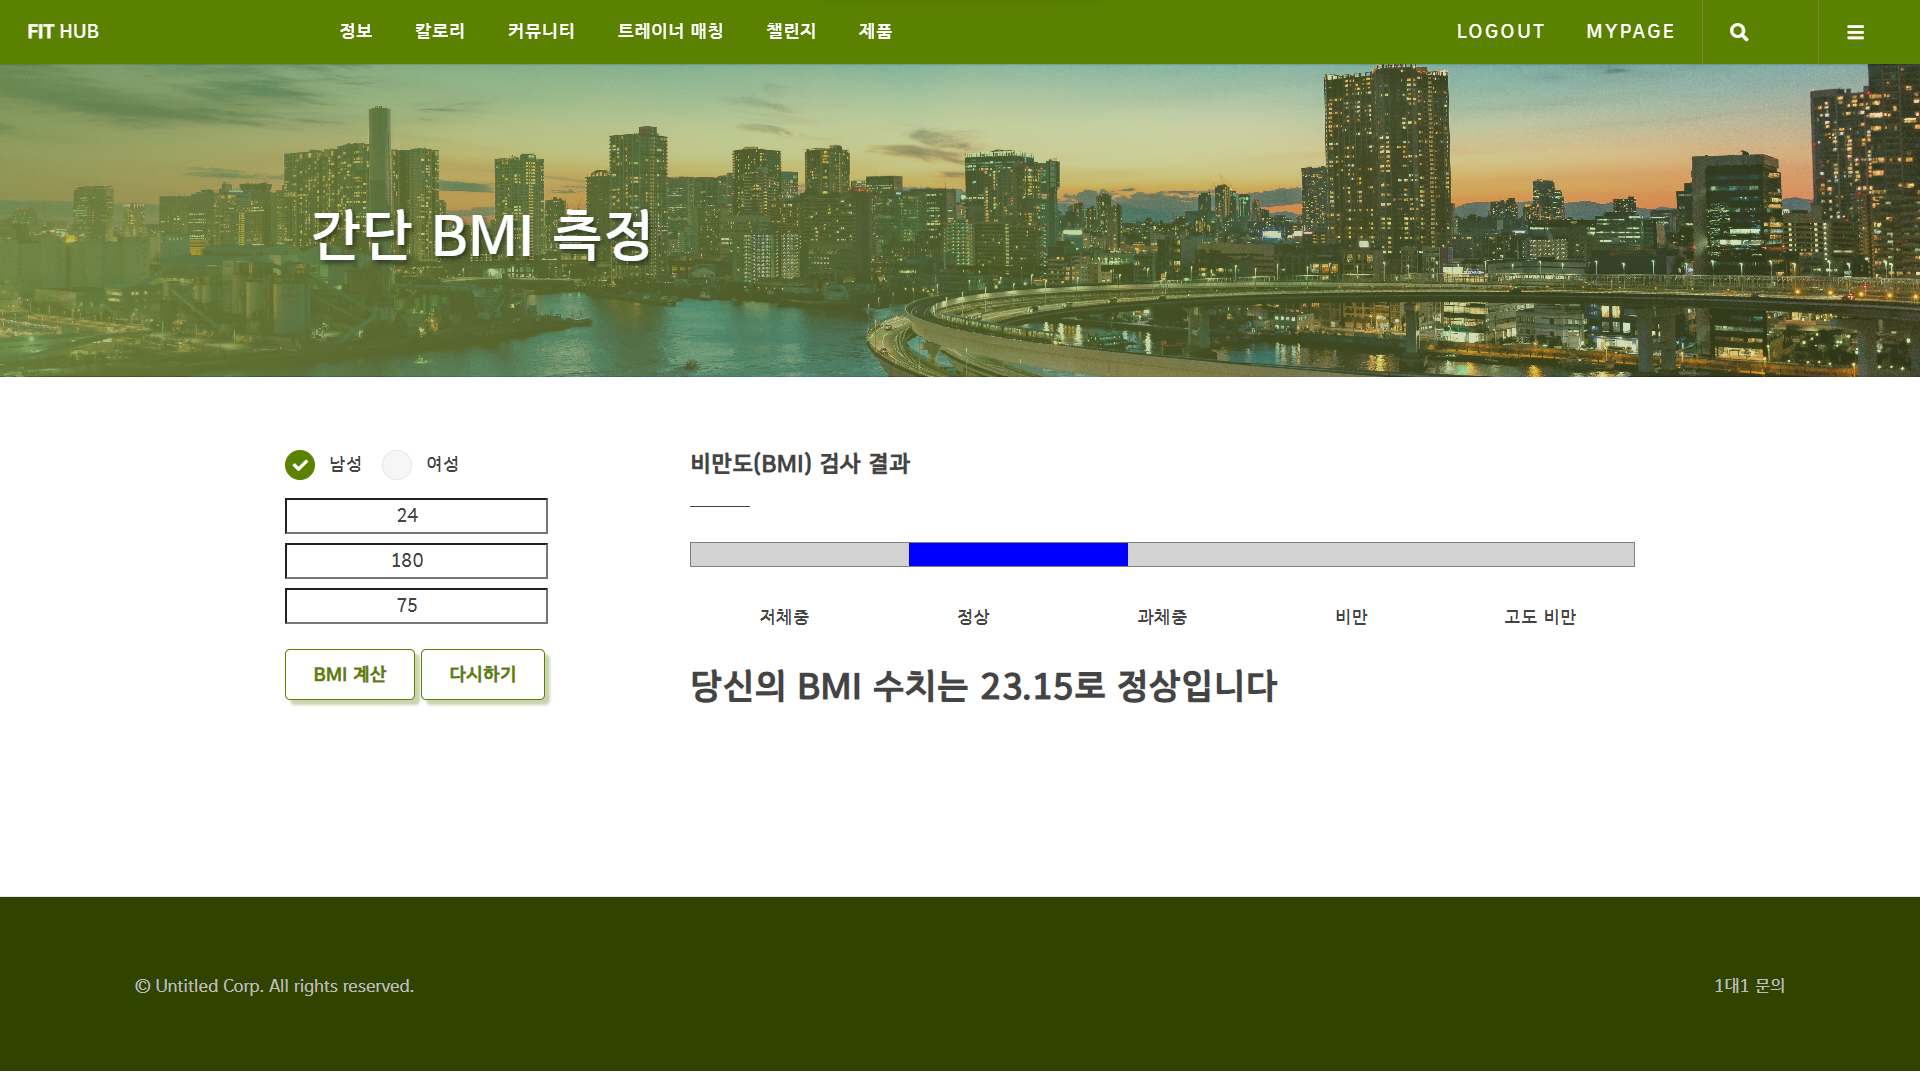 FIT HUB 정보 칼로리 커뮤니티 트레이너 매칭 챌린지 제품 LOGOUT MYPAGE
간단 BMI 측정
남성 여성
24
180
75
BMI 계산 다시하기
비만도(BMI) 검사 결과
저체중 정상 과체중 비만 고도 비만
당신의 BMI 수치는 23.15로 정상입니다
© Untitled Corp. All rights reserved. 1대1 문의